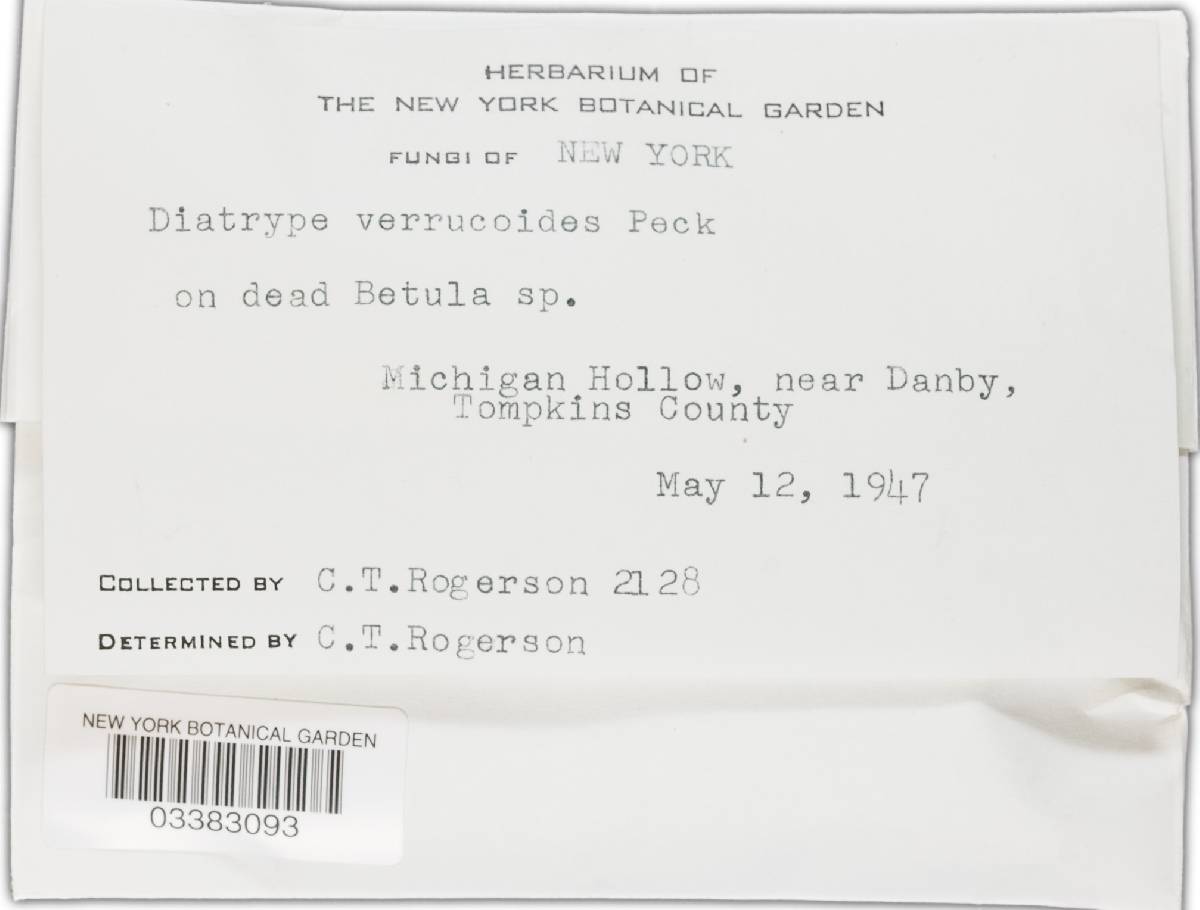 HERBARIUM OF
THE NEW YORK BOTANICAL GARDEN
FUNGI OF NEW YORK
Diatrype verrucoides Peck
on dead Betula sp.
Michigan Hollow, near Danby,
Tompkins County
May 12, 1947
COLLECTED BY C.T.Rogerson 2128
DETERMINED BY C.T.Rogerson
NEW YORK BOTANICAL GARDEN
03383093